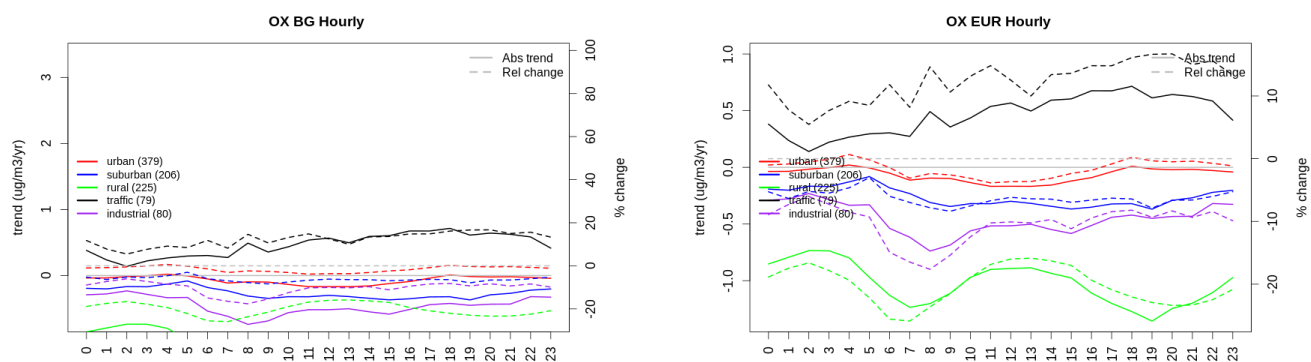 OX BG Hourly
trend (ug/m3/yr)
3
2
1
0
100
80
60
40
20
0
-20
% change
Abs trend
Rel change
urban (379)
suburban (206)
rural (225)
traffic (79)
industrial (80)
0 1 2 3 4 5 6 7 8 9 10 11 12 13 14 15 16 17 18 19 20 21 22 23
OX EUR Hourly
trend (ug/m3/yr)
1.0
0.5
0.0
-0.5
-1.0
10
0
-10
-20
% change
Abs trend
Rel change
urban (379)
suburban (206)
rural (225)
traffic (79)
industrial (80)
0 1 2 3 4 5 6 7 8 9 10 11 12 13 14 15 16 17 18 19 20 21 22 23